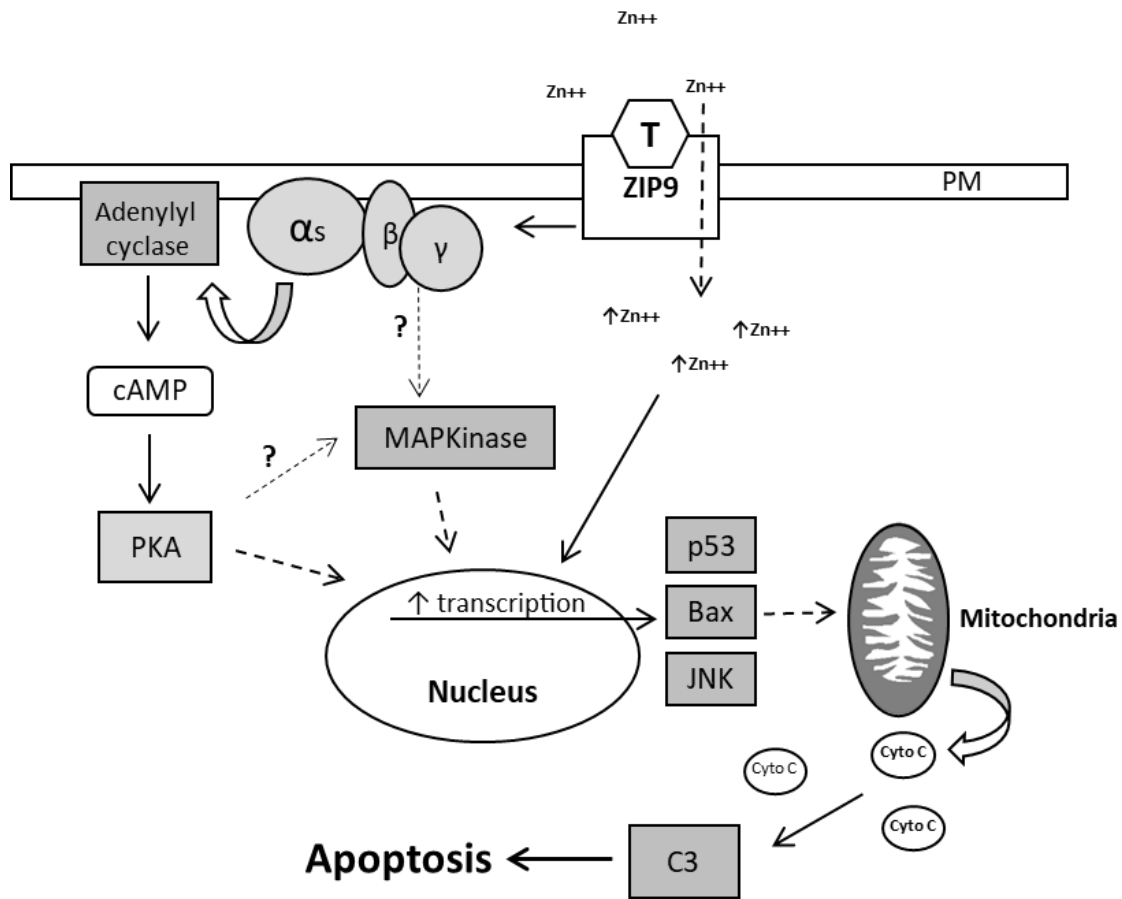 Zn++
Zn++
Zn++
T
ZIP9
PM
Adenylyl
cyclase
αs
β
γ
?
↑Zn++
↑Zn++
↑Zn++
cAMP
MAPKinase
?
PKA
p53
↑ transcription
Bax
Mitochondria
JNK
Nucleus
Cyto C
Cyto C
Cyto C
C3
Apoptosis